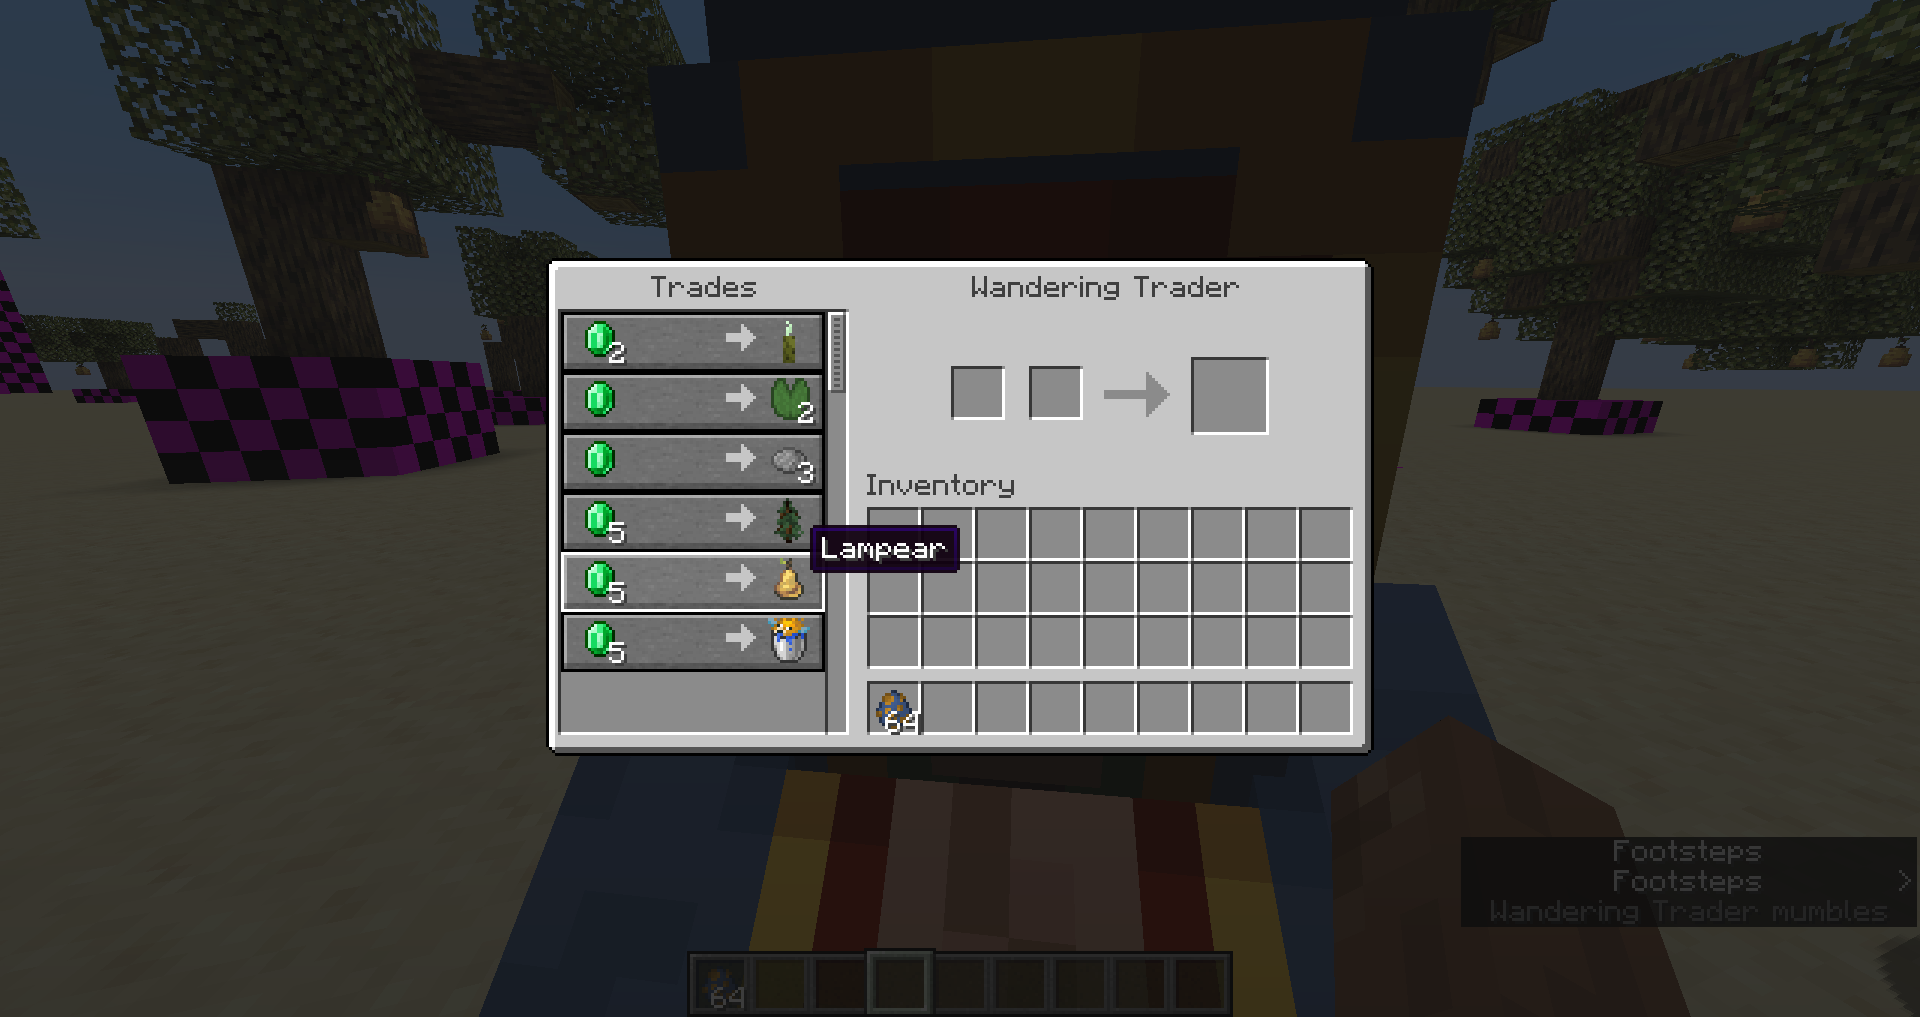 Trades
Wandering Trader
2
2
3
Inventory
5
Lampear
5
5
64
Footsteps
Footsteps >
Wandering Trader mumbles
64